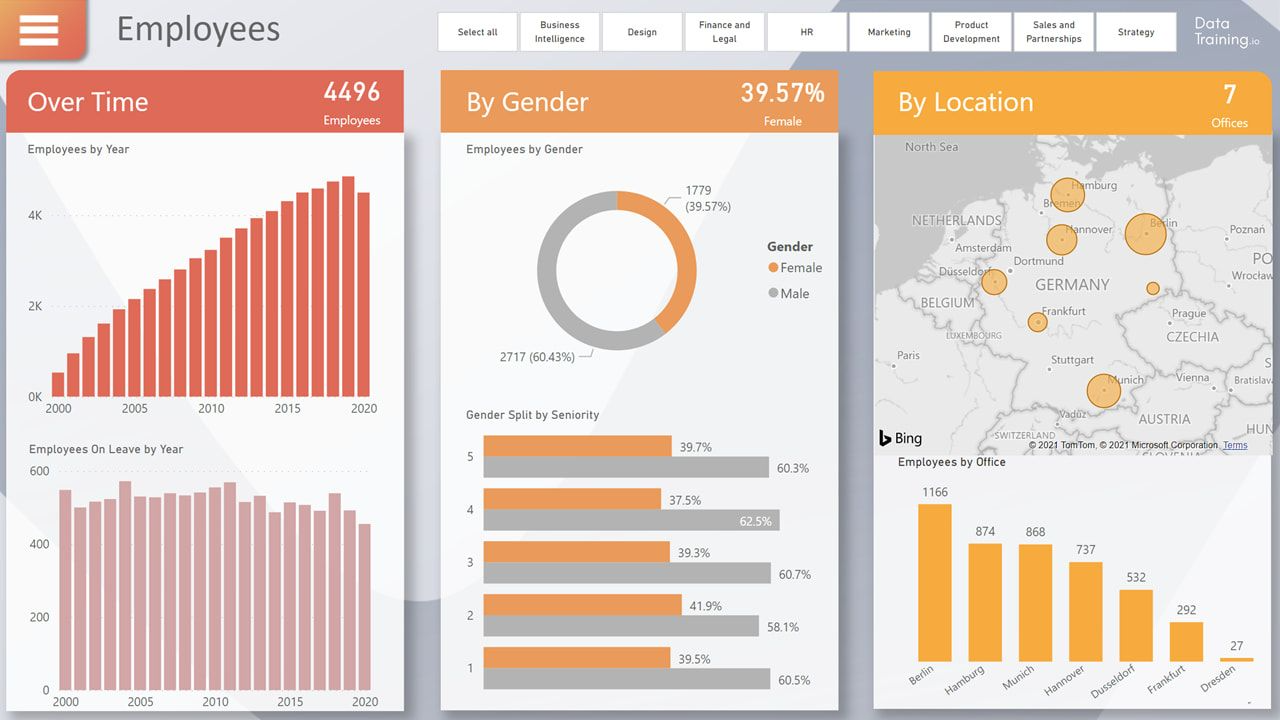 Employees
Select all
Business
Intelligence
Design
Finance and
Legal
HR
Marketing
Product
Development
Sales and
Partnerships
Strategy
Data
Training.io
Over Time
4496
Employees
Employees by Year
4K
2K
0K
2000 2005 2010 2015 2020
Employees On Leave by Year
600
400
200
0
2000 2005 2010 2015 2020
By Gender
39.57%
Female
Employees by Gender
1779
(39.57%)
Gender
Female
Male
2717 (60.43%)
Gender Split by Seniority
5 39.7%
60.3%
4 37.5%
62.5%
3 39.3%
60.7%
2 41.9%
58.1%
1 39.5%
60.5%
By Location
7
Offices
North Sea
Hamburg
Bremen
NETHERLANDS
Berlin
Hannover
Poznań
Amsterdam
PO
Dortmund
Düsseldorf
Wrocław
GERMANY
BELGIUM
Frankfurt
Prague
LUXEMBOURG
CZECHIA
Paris
Stuttgart
S
Munich
Vienna
Bratislav
Vaduz
AUSTRIA
SWITZERLAND
HUN
Bing
© 2021 TomTom, © 2021 Microsoft Corporation, Terms
SLOVENIA
Employees by Office
1166
874
868
737
532
292
27
Berlin
Hamburg
Munich
Hannover
Dusseldorf
Frankfurt
Dresden